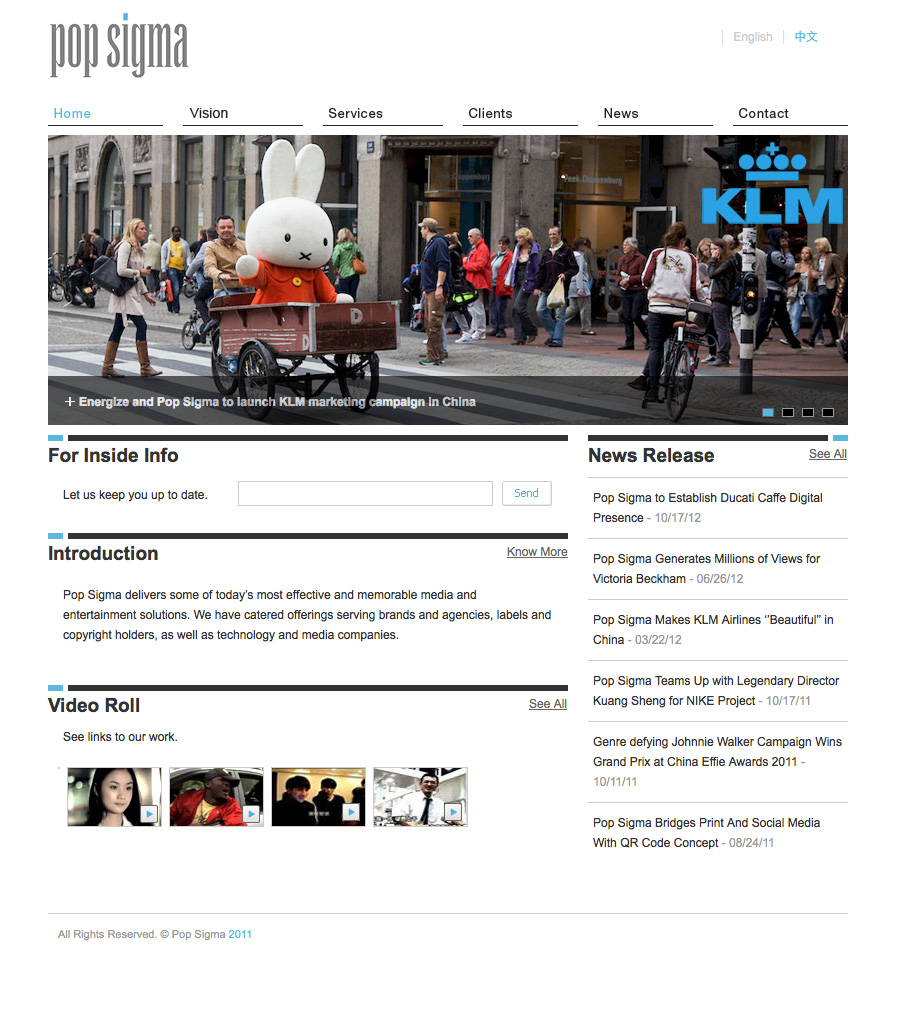 pop sigma
English
中文
Home
Vision
Services
Clients
News
Contact
KLM
D
D
+ Energize and Pop Sigma to launch KLM marketing campaign in China
For Inside Info
Let us keep you up to date.
Send
Introduction
Know More
Pop Sigma delivers some of today's most effective and memorable media and
entertainment solutions. We have catered offerings serving brands and agencies, labels and
copyright holders, as well as technology and media companies.
Video Roll
See All
See links to our work.
News Release
See All
Pop Sigma to Establish Ducati Caffe Digital
Presence - 10/17/12
Pop Sigma Generates Millions of Views for
Victoria Beckham - 06/26/12
Pop Sigma Makes KLM Airlines “Beautiful” in
China - 03/22/12
Pop Sigma Teams Up with Legendary Director
Kuang Sheng for NIKE Project - 10/17/11
Genre defying Johnnie Walker Campaign Wins
Grand Prix at China Effie Awards 2011 -
10/11/11
Pop Sigma Bridges Print And Social Media
With QR Code Concept - 08/24/11
All Rights Reserved. © Pop Sigma 2011